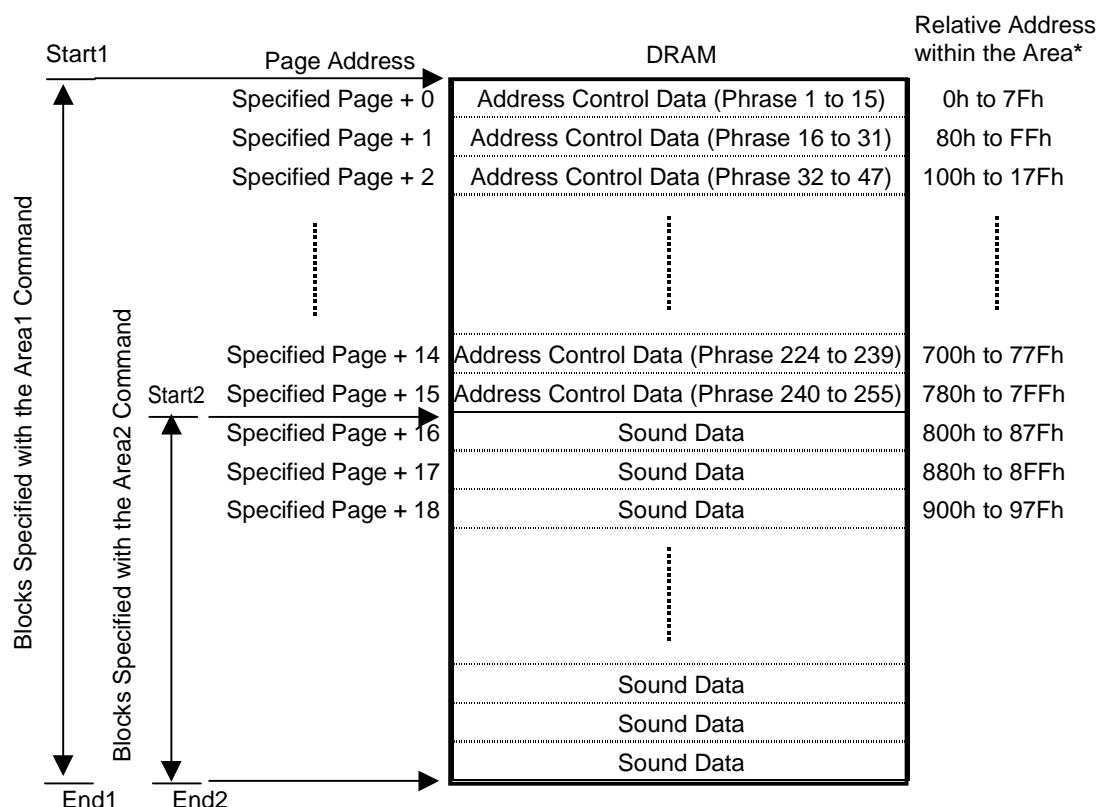 Relative Address
within the Area*
Start1
Page Address
DRAM
Specified Page + 0
Address Control Data (Phrase 1 to 15)
0h to 7Fh
Specified Page + 1
Address Control Data (Phrase 16 to 31)
80h to FFh
Specified Page + 2
Address Control Data (Phrase 32 to 47)
100h to 17Fh
Blocks Specified with the Area1 Command
Blocks Specified with the Area2 Command
Specified Page + 14
Address Control Data (Phrase 224 to 239)
700h to 77Fh
Start2
Specified Page + 15
Address Control Data (Phrase 240 to 255)
780h to 7FFh
Specified Page + 16
Sound Data
800h to 87Fh
Specified Page + 17
Sound Data
880h to 8FFh
Specified Page + 18
Sound Data
900h to 97Fh
Sound Data
Sound Data
Sound Data
End1
End2